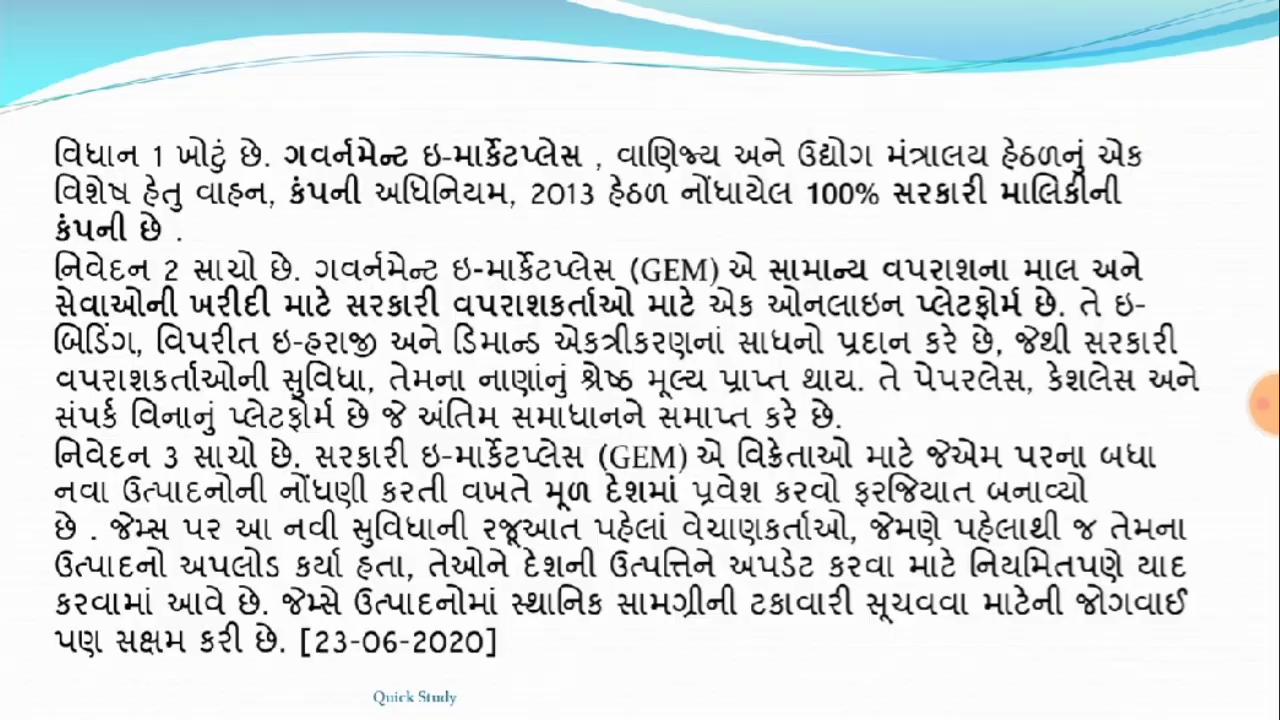 વિધાન 1 ખોટું છે. ગવર્નમેન્ટ ઇ-માર્કેટપ્લેસ , વાણિજ્ય અને ઉદ્યોગ મંત્રાલય હેઠળનું એક
વિશેષ હેતુ વાહન, કંપની અધિનિયમ, 2013 હેઠળ નોંધાયેલ 100% સરકારી માલિકીની
કંપની છે .
નિવેદન 2 સાચો છે. ગવર્નમેન્ટ ઇ-માર્કેટપ્લેસ (GEM) એ સામાન્ય વપરાશના માલ અને
સેવાઓની ખરીદી માટે સરકારી વપરાશકર્તાઓ માટે એક ઓનલાઇન પ્લેટફોર્મ છે. તે ઇ-
બિડિંગ, વિપરીત ઇ-હરાજી અને ડિમાન્ડ એકત્રીકરણનાં સાધનો પ્રદાન કરે છે, જેથી સરકારી
વપરાશકર્તાઓની સુવિધા, તેમના નાણાંનું શ્રેષ્ઠ મૂલ્ય પ્રાપ્ત થાય. તે પેપરલેસ, કેશલેસ અને
સંપર્ક વિનાનું પ્લેટફોર્મ છે જે અંતિમ સમાધાનને સમાપ્ત કરે છે.
નિવેદન 3 સાચો છે. સરકારી ઇ-માર્કેટપ્લેસ (GEM) એ વિક્રેતાઓ માટે જેએમ પરના બધા
નવા ઉત્પાદનોની નોંધણી કરતી વખતે મૂળ દેશમાં પ્રવેશ કરવો ફરજિયાત બનાવ્યો
છે . જેમ્સ પર આ નવી સુવિધાની રજૂઆત પહેલાં વેચાણકર્તાઓ, જેમણે પહેલાથી જ તેમના
ઉત્પાદનો અપલોડ કર્યા હતા, તેઓને દેશની ઉત્પત્તિને અપડેટ કરવા માટે નિયમિતપણે યાદ
કરવામાં આવે છે. જેમ્સે ઉત્પાદનોમાં સ્થાનિક સામગ્રીની ટકાવારી સૂચવવા માટેની જોગવાઈ
પણ સક્ષમ કરી છે. [23-06-2020]
Quick Study